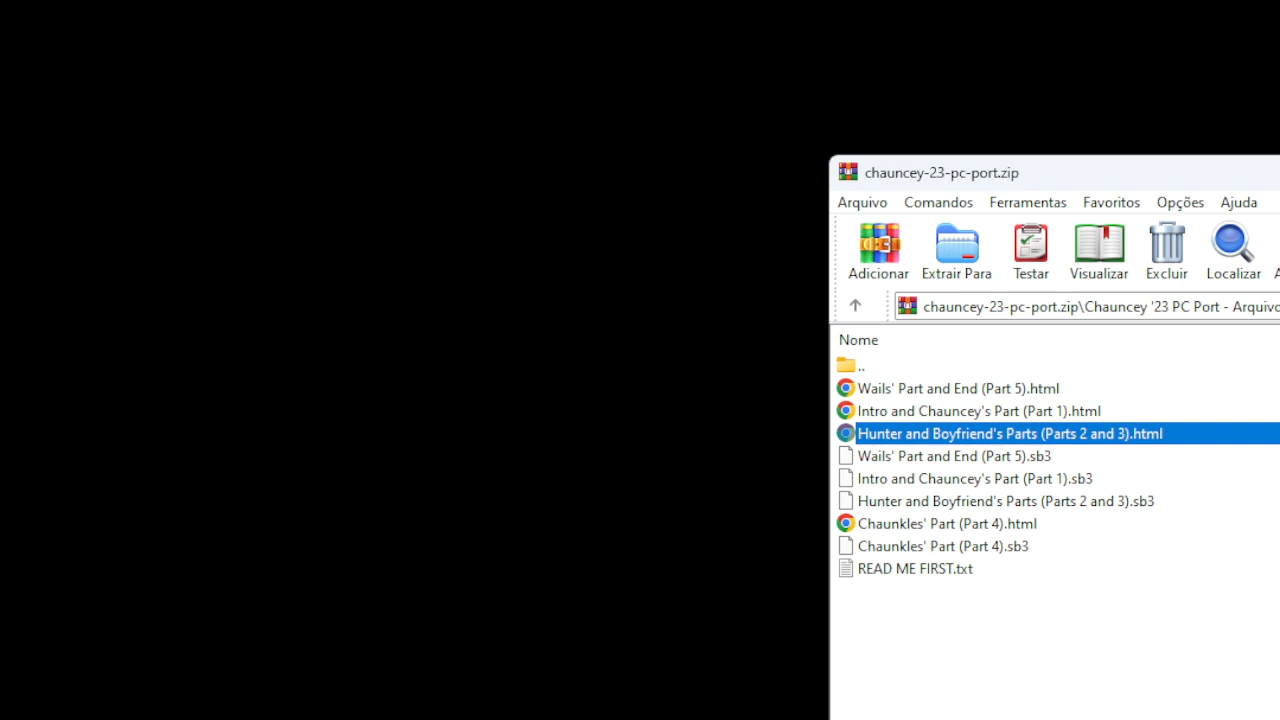 chauncey-23-pc-port.zip
Arquivo Comandos Ferramentas Favoritos Opções Ajuda
Adicionar Extrair Para Testar Visualizar Excluir Localizar
chauncey-23-pc-port.zip\Chauncey '23 PC Port - Arquivo
Nome
..
Wails' Part and End (Part 5).html
Intro and Chauncey's Part (Part 1).html
Hunter and Boyfriend's Parts (Parts 2 and 3).html
Wails' Part and End (Part 5).sb3
Intro and Chauncey's Part (Part 1).sb3
Hunter and Boyfriend's Parts (Parts 2 and 3).sb3
Chaunkles' Part (Part 4).html
Chaunkles' Part (Part 4).sb3
READ ME FIRST.txt